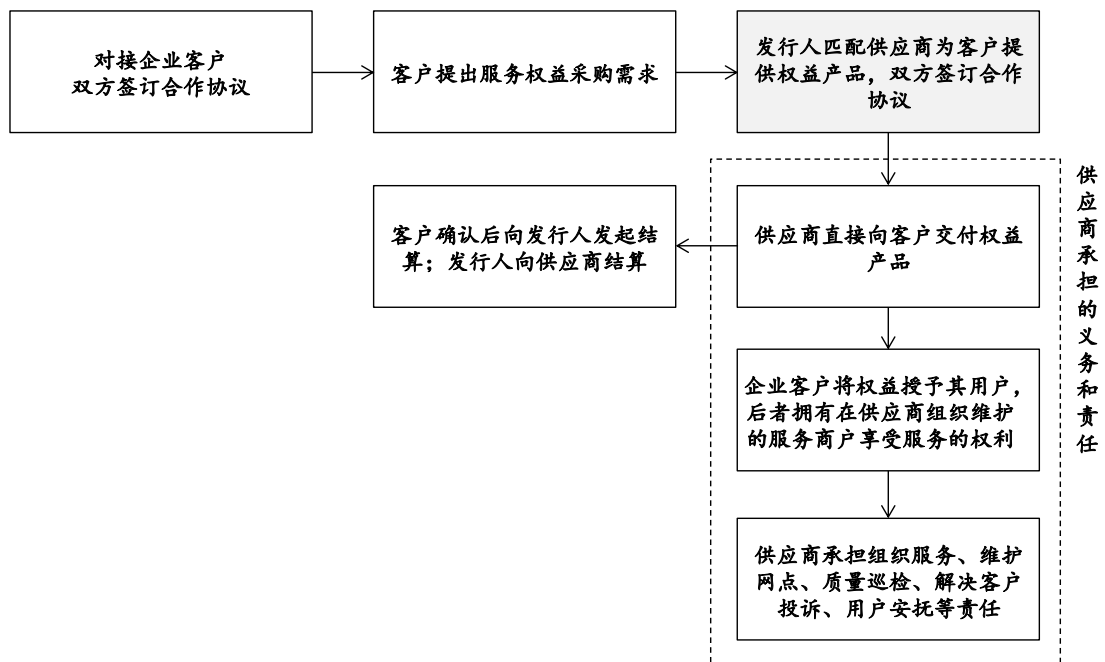 对接企业客户
双方签订合作协议
客户提出服务权益采购需求
发行人匹配供应商为客户提
供权益产品，双方签订合作
协议
客户确认后向发行人发起结
算；发行人向供应商结算
供应商直接向客户交付权益
产品
企业客户将权益授予其用户，
后者拥有在供应商组织维护
的服务商户享受服务的权利
供应商承担组织服务、维护
网点、质量巡检、解决客户
投诉、用户安抚等责任
供应商承担的义务和责任